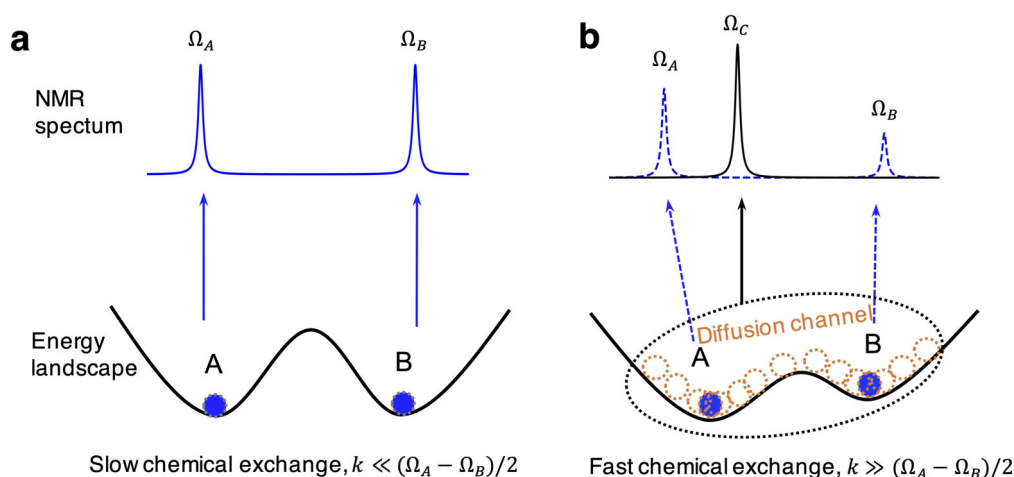 a
Ω_A
Ω_B
NMR
spectum
Energy
landscape
A
B
Slow chemical exchange, k ≪ (Ω_A − Ω_B)/2
b
Ω_A
Ω_C
Ω_B
Diffusion channel
A
B
Fast chemical exchange, k ≫ (Ω_A − Ω_B)/2